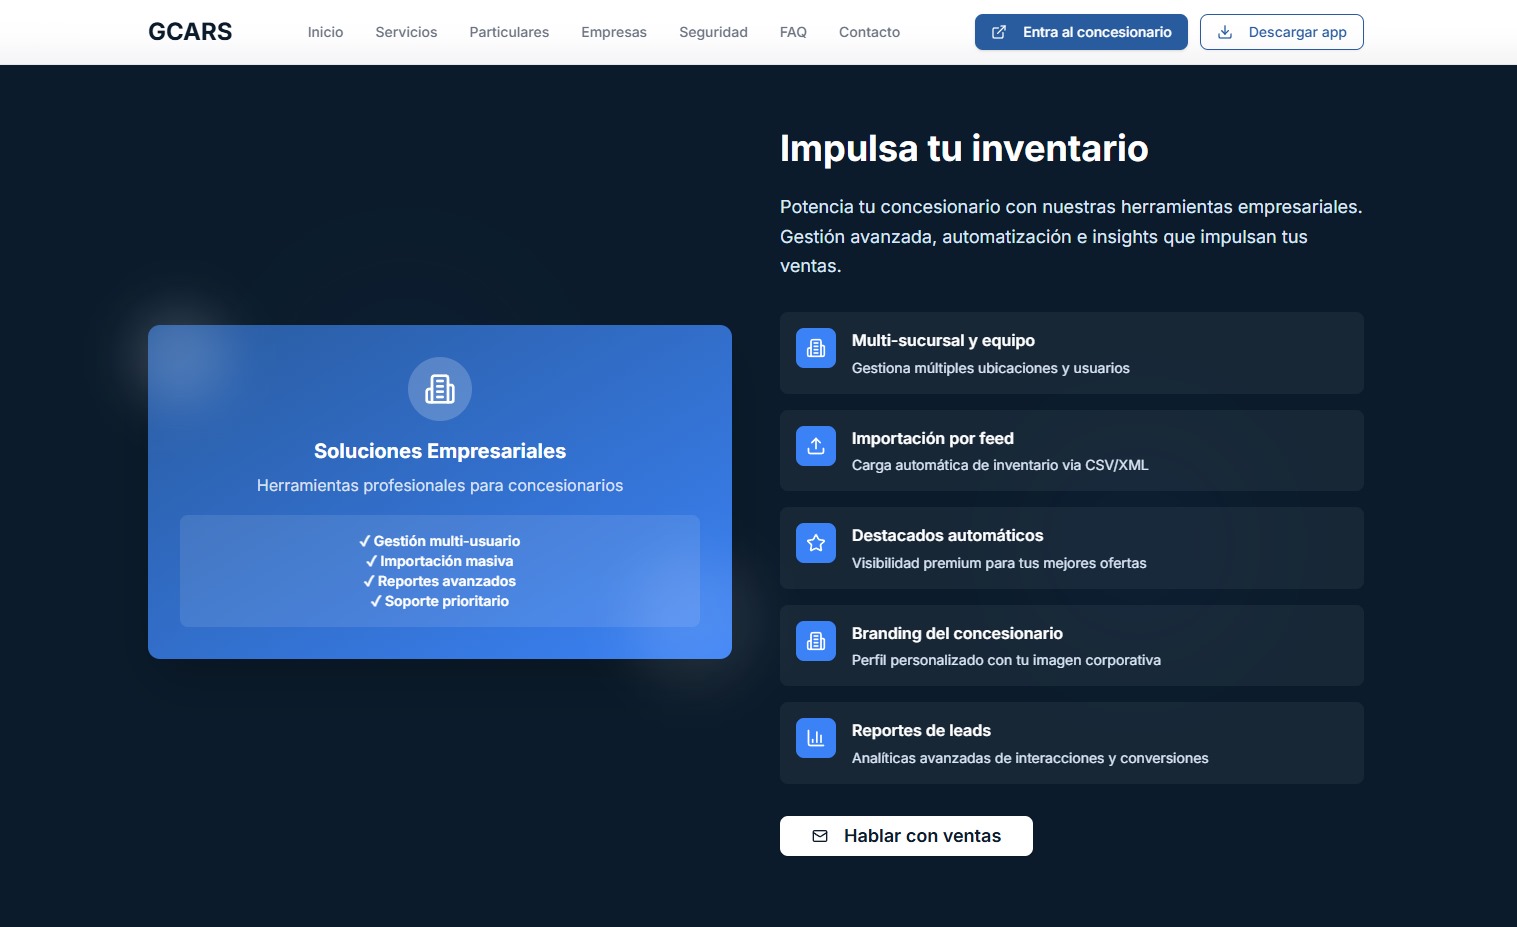 GCARS
Inicio
Servicios
Particulares
Empresas
Seguridad
FAQ
Contacto
Entra al concesionario
Descargar app
Soluciones Empresariales
Herramientas profesionales para concesionarios
✓ Gestión multi-usuario
✓ Importación masiva
✓ Reportes avanzados
✓ Soporte prioritario
Impulsa tu inventario
Potencia tu concesionario con nuestras herramientas empresariales.
Gestión avanzada, automatización e insights que impulsan tus
ventas.
Multi-sucursal y equipo
Gestiona múltiples ubicaciones y usuarios
Importación por feed
Carga automática de inventario via CSV/XML
Destacados automáticos
Visibilidad premium para tus mejores ofertas
Branding del concesionario
Perfil personalizado con tu imagen corporativa
Reportes de leads
Analíticas avanzadas de interacciones y conversiones
Hablar con ventas